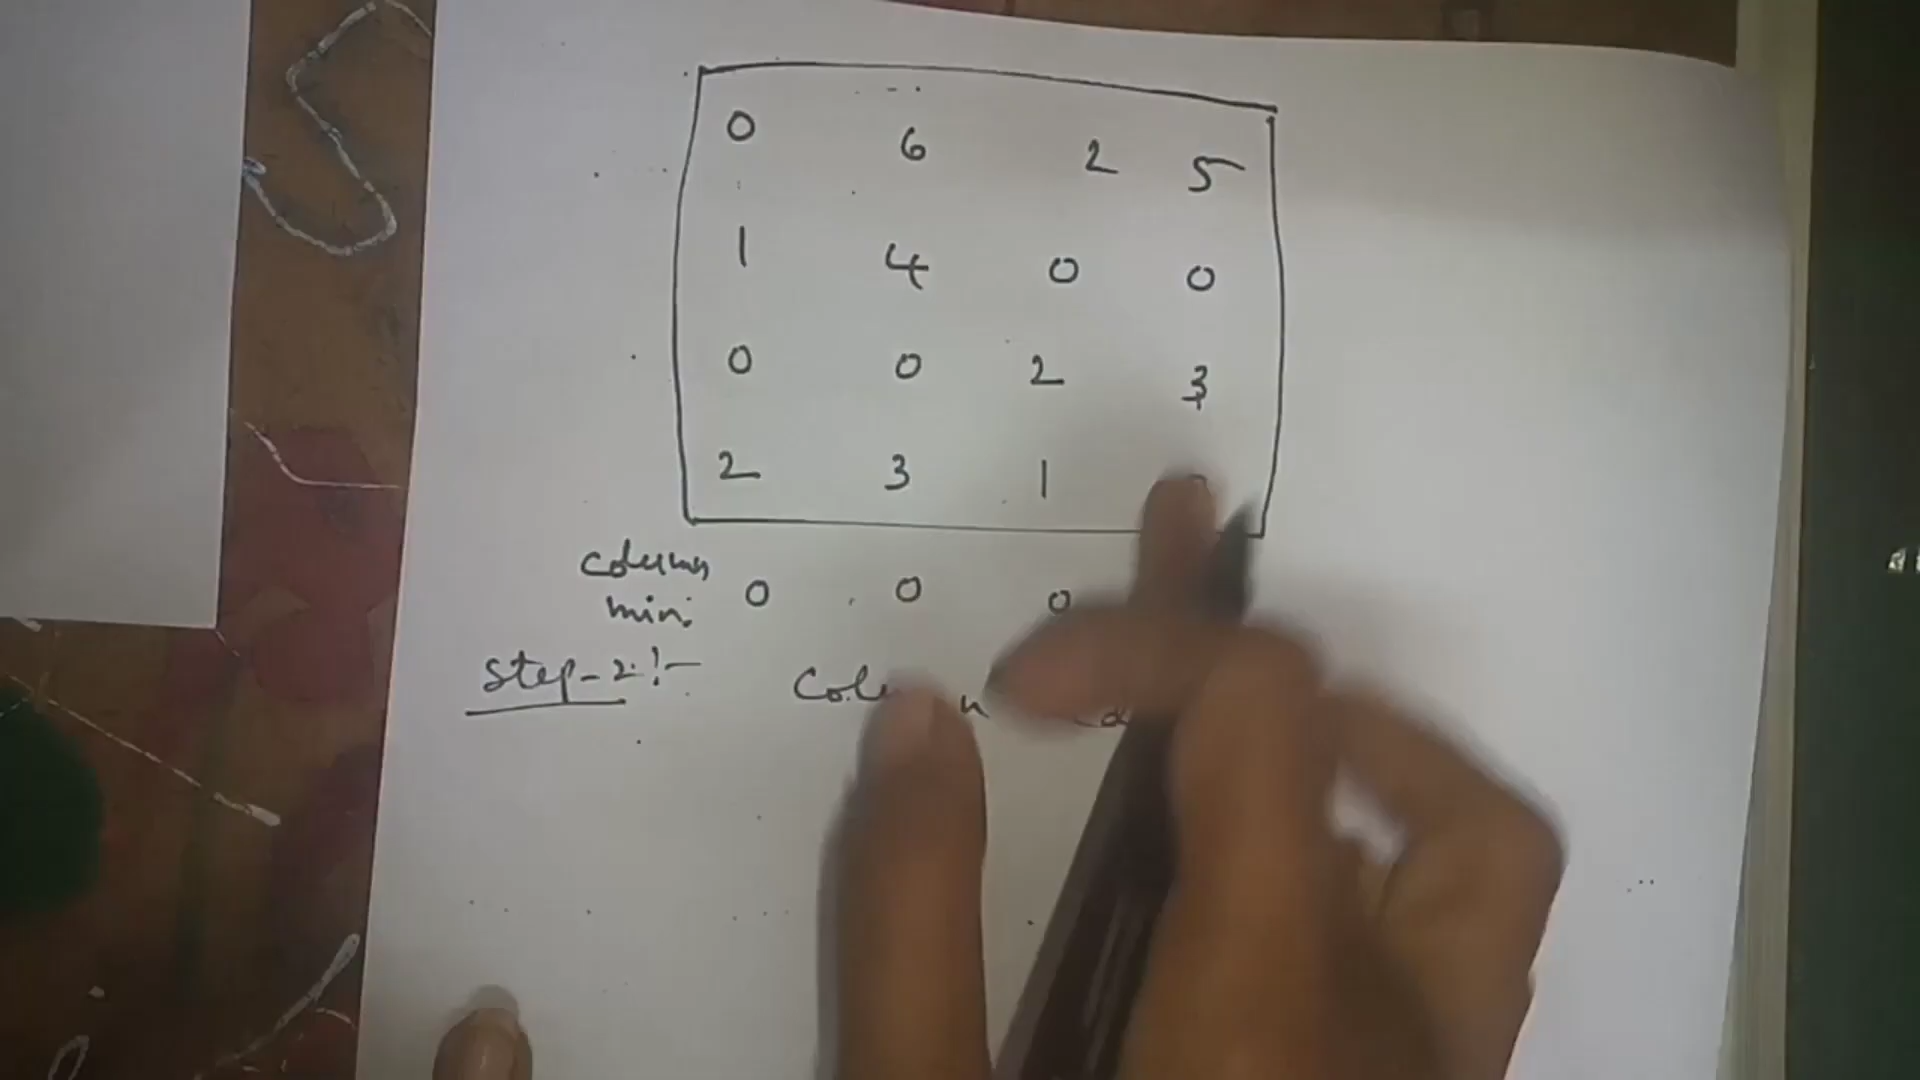 0 6 2 5
1 4 0 0
0 0 2 3
2 3 1
column
min: 0 0 0
Step-2:-